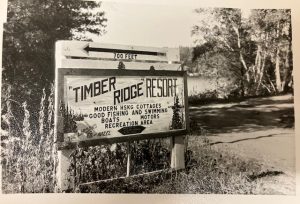 700 FEET
"TIMBER
RIDGE" RESORT
MODERN HSKG COTTAGES
GOOD FISHING AND SWIMMING
BOATS MOTORS
RECREATION AREA